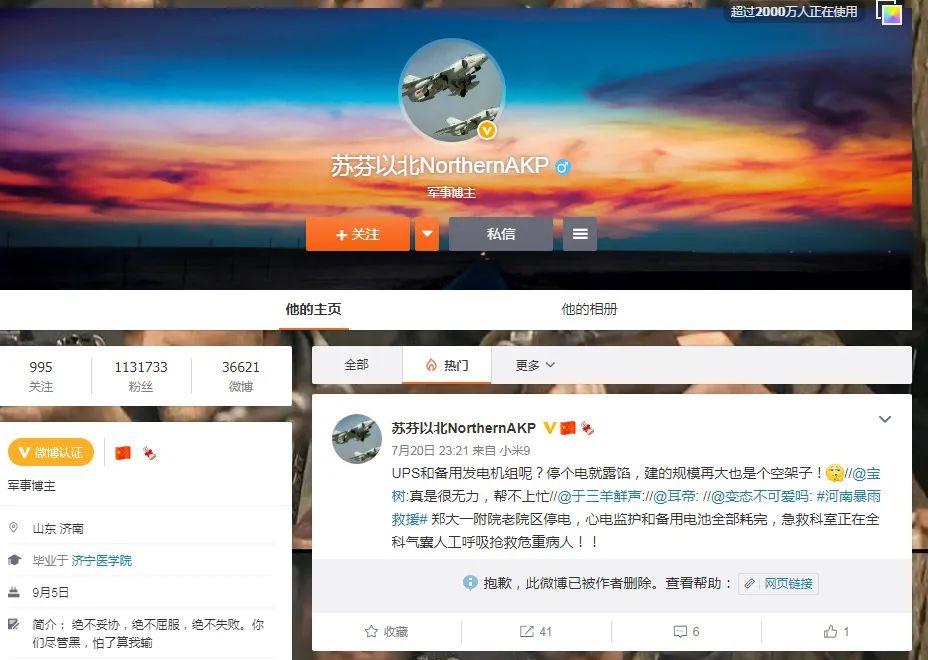 超过2000万人正在使用
苏芬以北NorthernAKP
军事博主
+ 关注
私信
他的主页
他的相册
995
关注
1131733
粉丝
36621
微博
V 微博认证
军事博主
山东 济南
毕业于 济宁医学院
9月5日
简介： 绝不妥协，绝不屈服，绝不失败。你
们尽管黑，怕了算我输
全部
热门
更多
苏芬以北NorthernAKP
7月20日 23:21 来自 小米9
UPS和备用发电机组呢？停个电就露馅，建的规模再大也是个空架子！//@宝
树:真是很无力，帮不上忙//@于三羊鲜声://@耳帝: //@变态不可爱吗: #河南暴雨
救援# 郑大一附院老院区停电，心电监护和备用电池全部耗完，急救科室正在全
科气囊人工呼吸抢救危重病人！！
抱歉，此微博已被作者删除。查看帮助： 网页链接
收藏
41
6
1